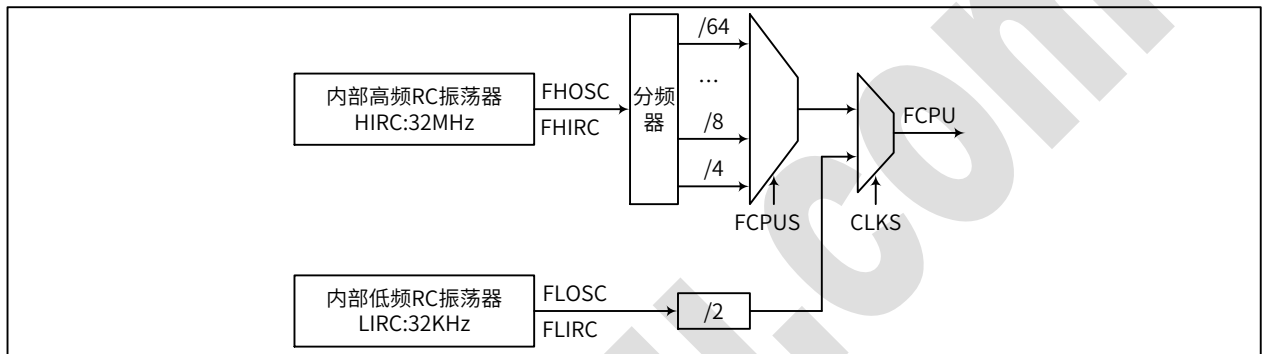 内部高频RC振荡器
HIRC:32MHz
FHOSC
FHIRC
分频
器
/64
...
/8
/4
FCPUS
CLKS
FCPU
内部低频RC振荡器
LIRC:32KHz
FLOSC
FLIRC
/2